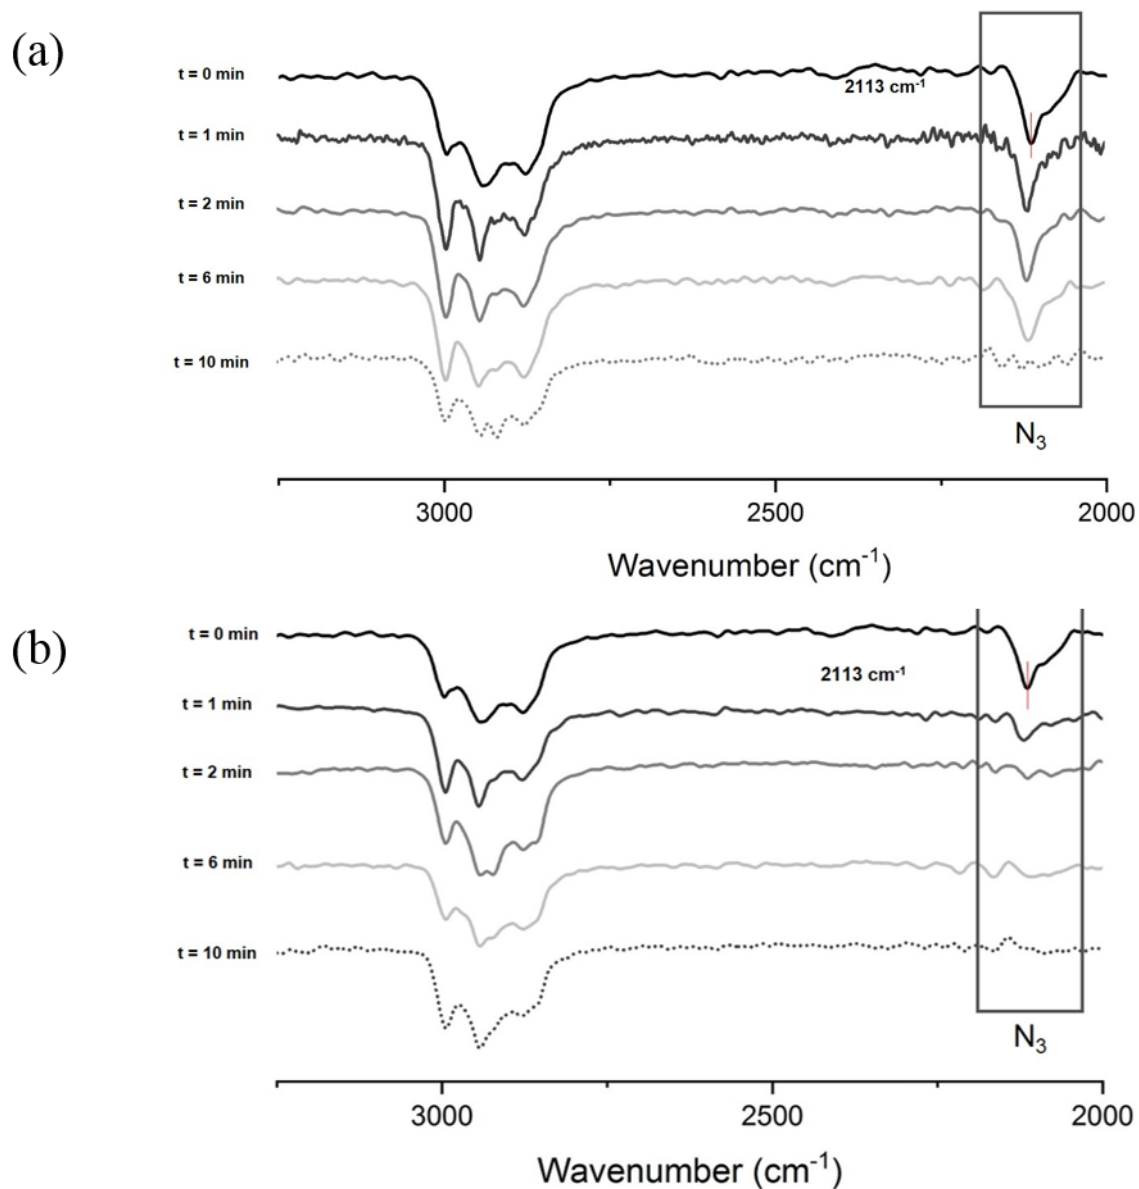 (a)
t = 0 min
2113 cm⁻¹
t = 1 min
t = 2 min
t = 6 min
t = 10 min
N₃
3000 2500 2000
Wavenumber (cm⁻¹)
(b)
t = 0 min
2113 cm⁻¹
t = 1 min
t = 2 min
t = 6 min
t = 10 min
N₃
3000 2500 2000
Wavenumber (cm⁻¹)